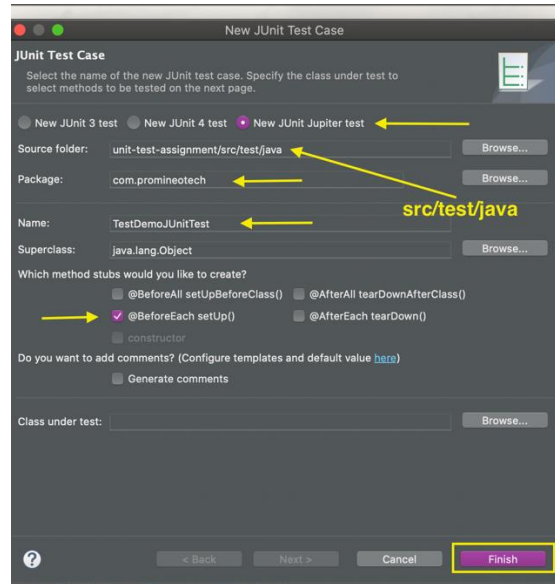 New JUnit Test Case
JUnit Test Case
Select the name of the new JUnit test case. Specify the class under test to
select methods to be tested on the next page.
New JUnit 3 test New JUnit 4 test New JUnit Jupiter test
Source folder: unit-test-assignment/src/test/java Browse...
Package: com.promineotech Browse...
src/test/java
Name: TestDemoJUnitTest
Superclass: java.lang.Object Browse...
Which method stubs would you like to create?
@BeforeAll setUpBeforeClass() @AfterAll tearDownAfterClass()
@BeforeEach setUp() @AfterEach tearDown()
constructor
Do you want to add comments? (Configure templates and default value here)
Generate comments
Class under test: Browse...
? < Back Next > Cancel Finish